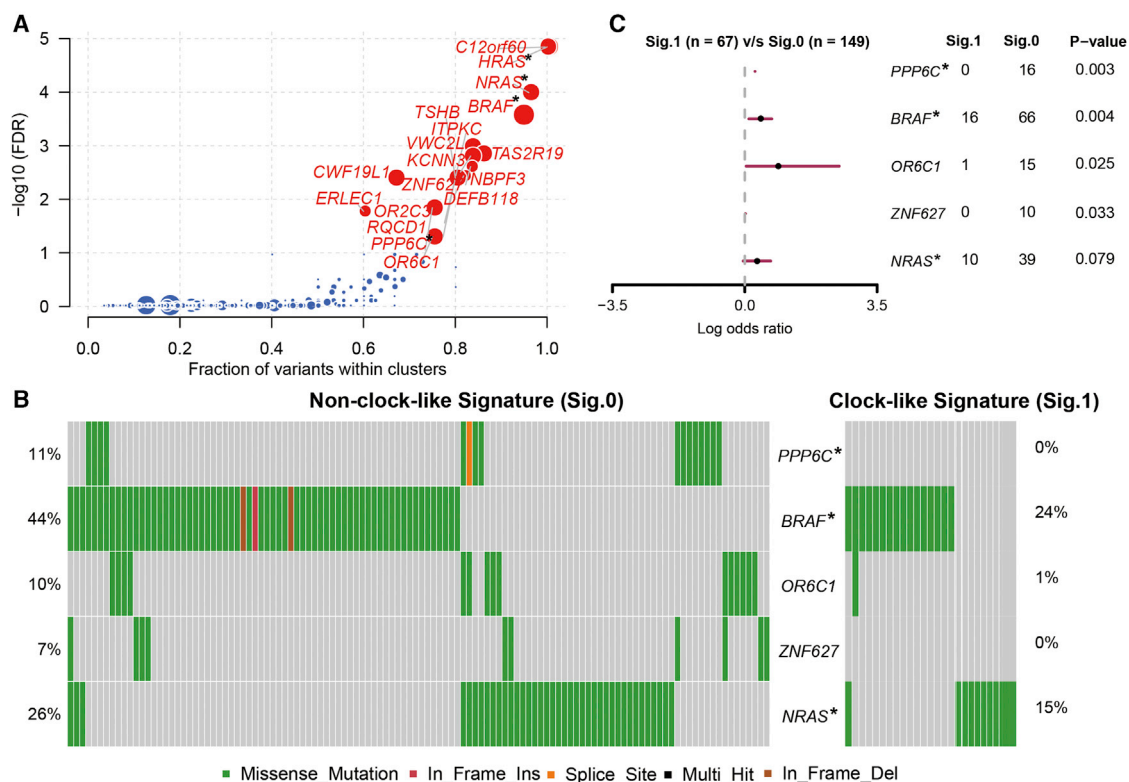 A
5
4
3
2
1
0
−log10 (FDR)
0.0 0.2 0.4 0.6 0.8 1.0
Fraction of variants within clusters
C12orf60
HRAS*
NRAS*
BRAF*
TSHB
ITPKC
VWC2L
TAS2R19
KCNN3
CWF19L1
ZNF627
NBPF3
ERLEC1
DEFB118
OR2C3
RQCD1
PPP6C*
OR6C1
C
Sig.1 (n = 67) v/s Sig.0 (n = 149) Sig.1 Sig.0 P−value
PPP6C* 0 16 0.003
BRAF* 16 66 0.004
OR6C1 1 15 0.025
ZNF627 0 10 0.033
NRAS* 10 39 0.079
−3.5 0.0 3.5
Log odds ratio
B
Non-clock-like Signature (Sig.0) Clock-like Signature (Sig.1)
11% PPP6C* 0%
44% BRAF* 24%
10% OR6C1 1%
7% ZNF627 0%
26% NRAS* 15%
Missense_Mutation In_Frame_Ins Splice_Site Multi_Hit In_Frame_Del